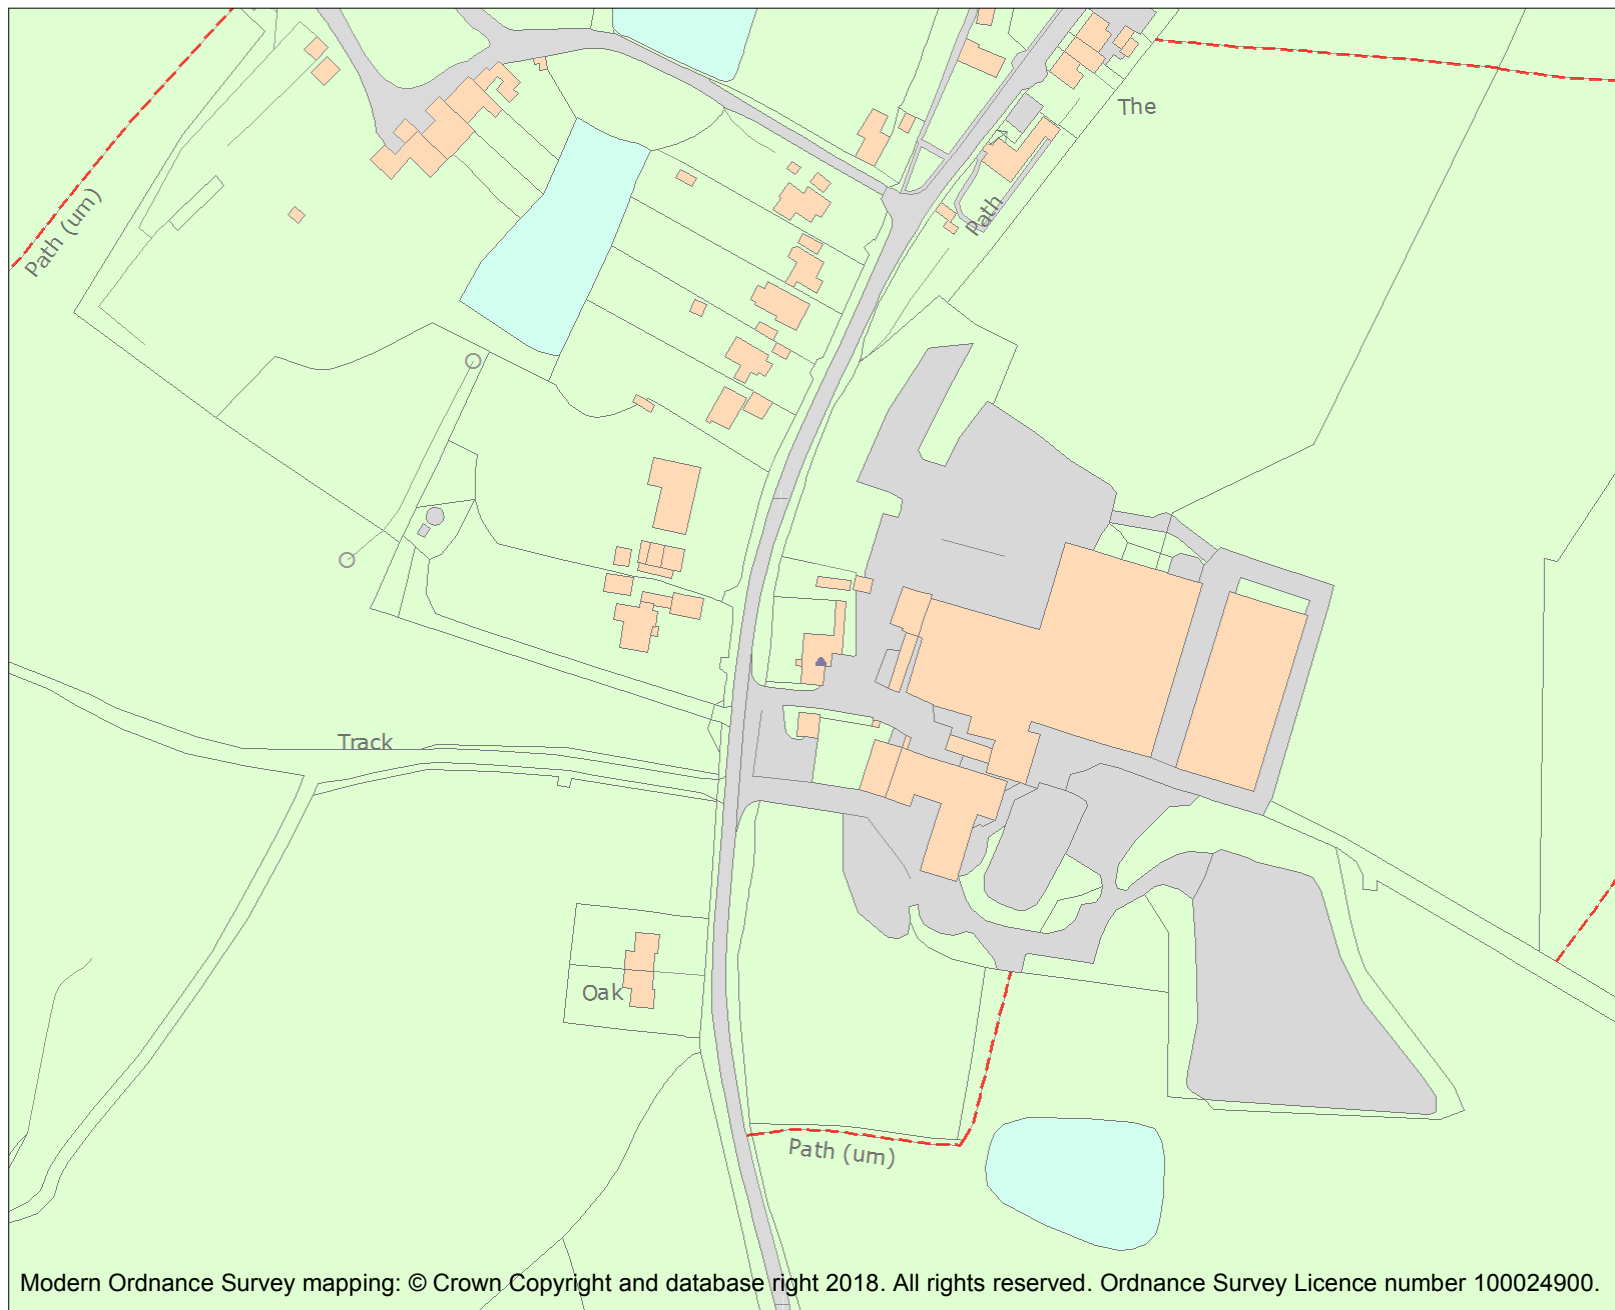 The
Path (um)
Path
Track
Oak
Path (um)
Modern Ordnance Survey mapping: © Crown Copyright and database right 2018. All rights reserved. Ordnance Survey Licence number 100024900.